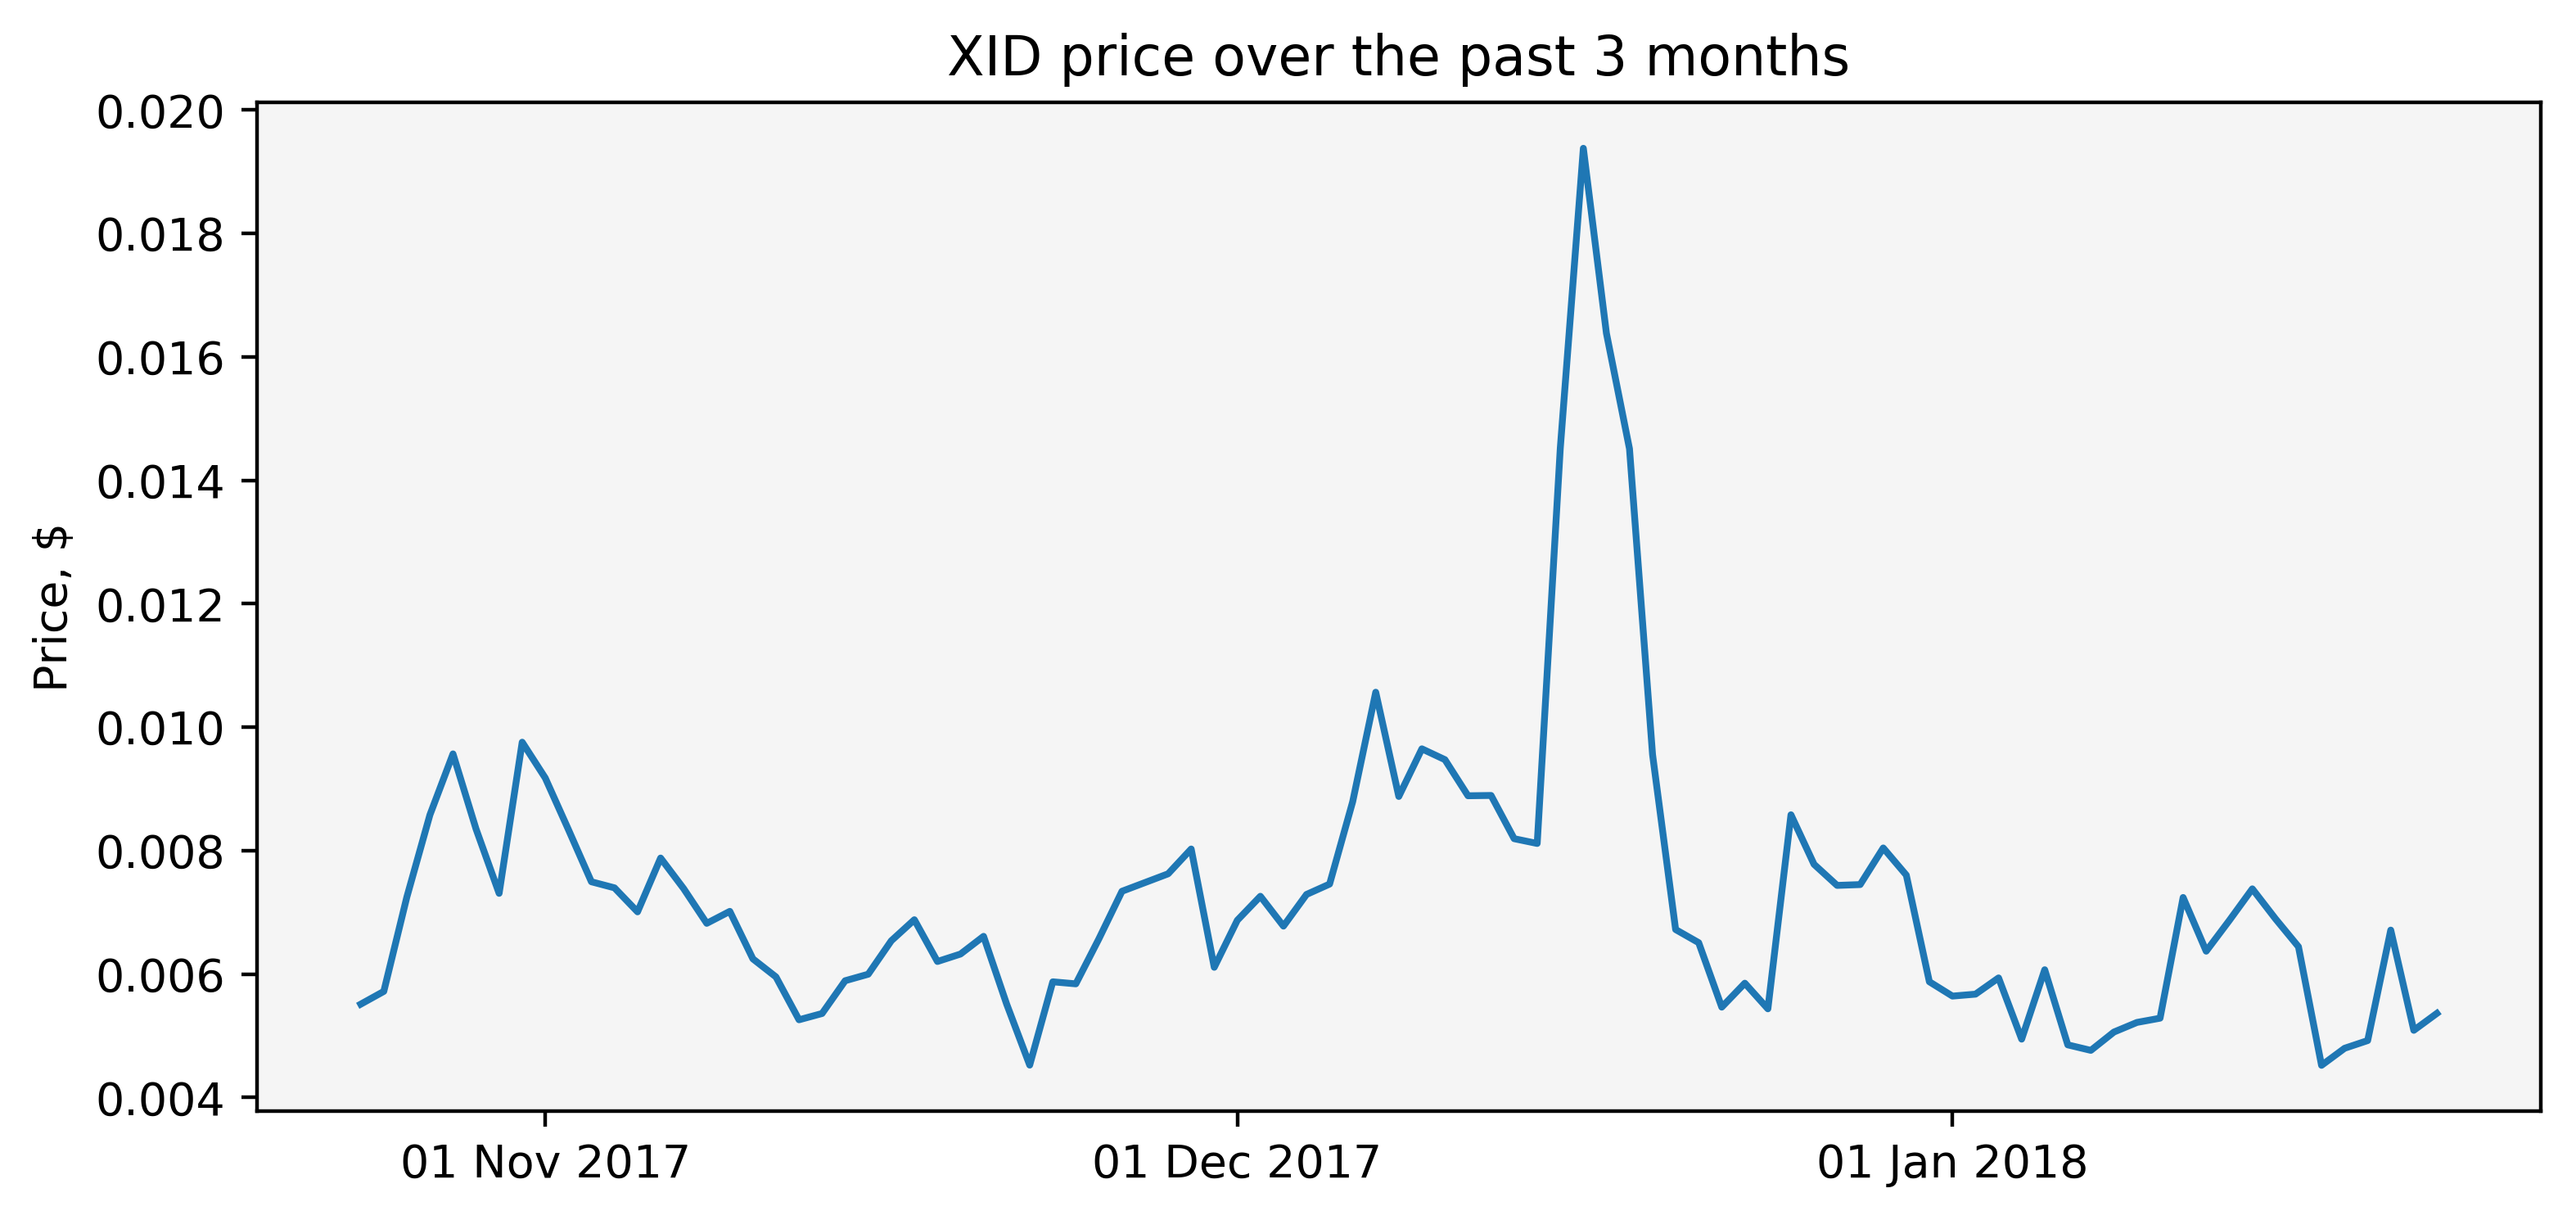 XID price over the past 3 months
Price, $
0.020
0.018
0.016
0.014
0.012
0.010
0.008
0.006
0.004
01 Nov 2017
01 Dec 2017
01 Jan 2018